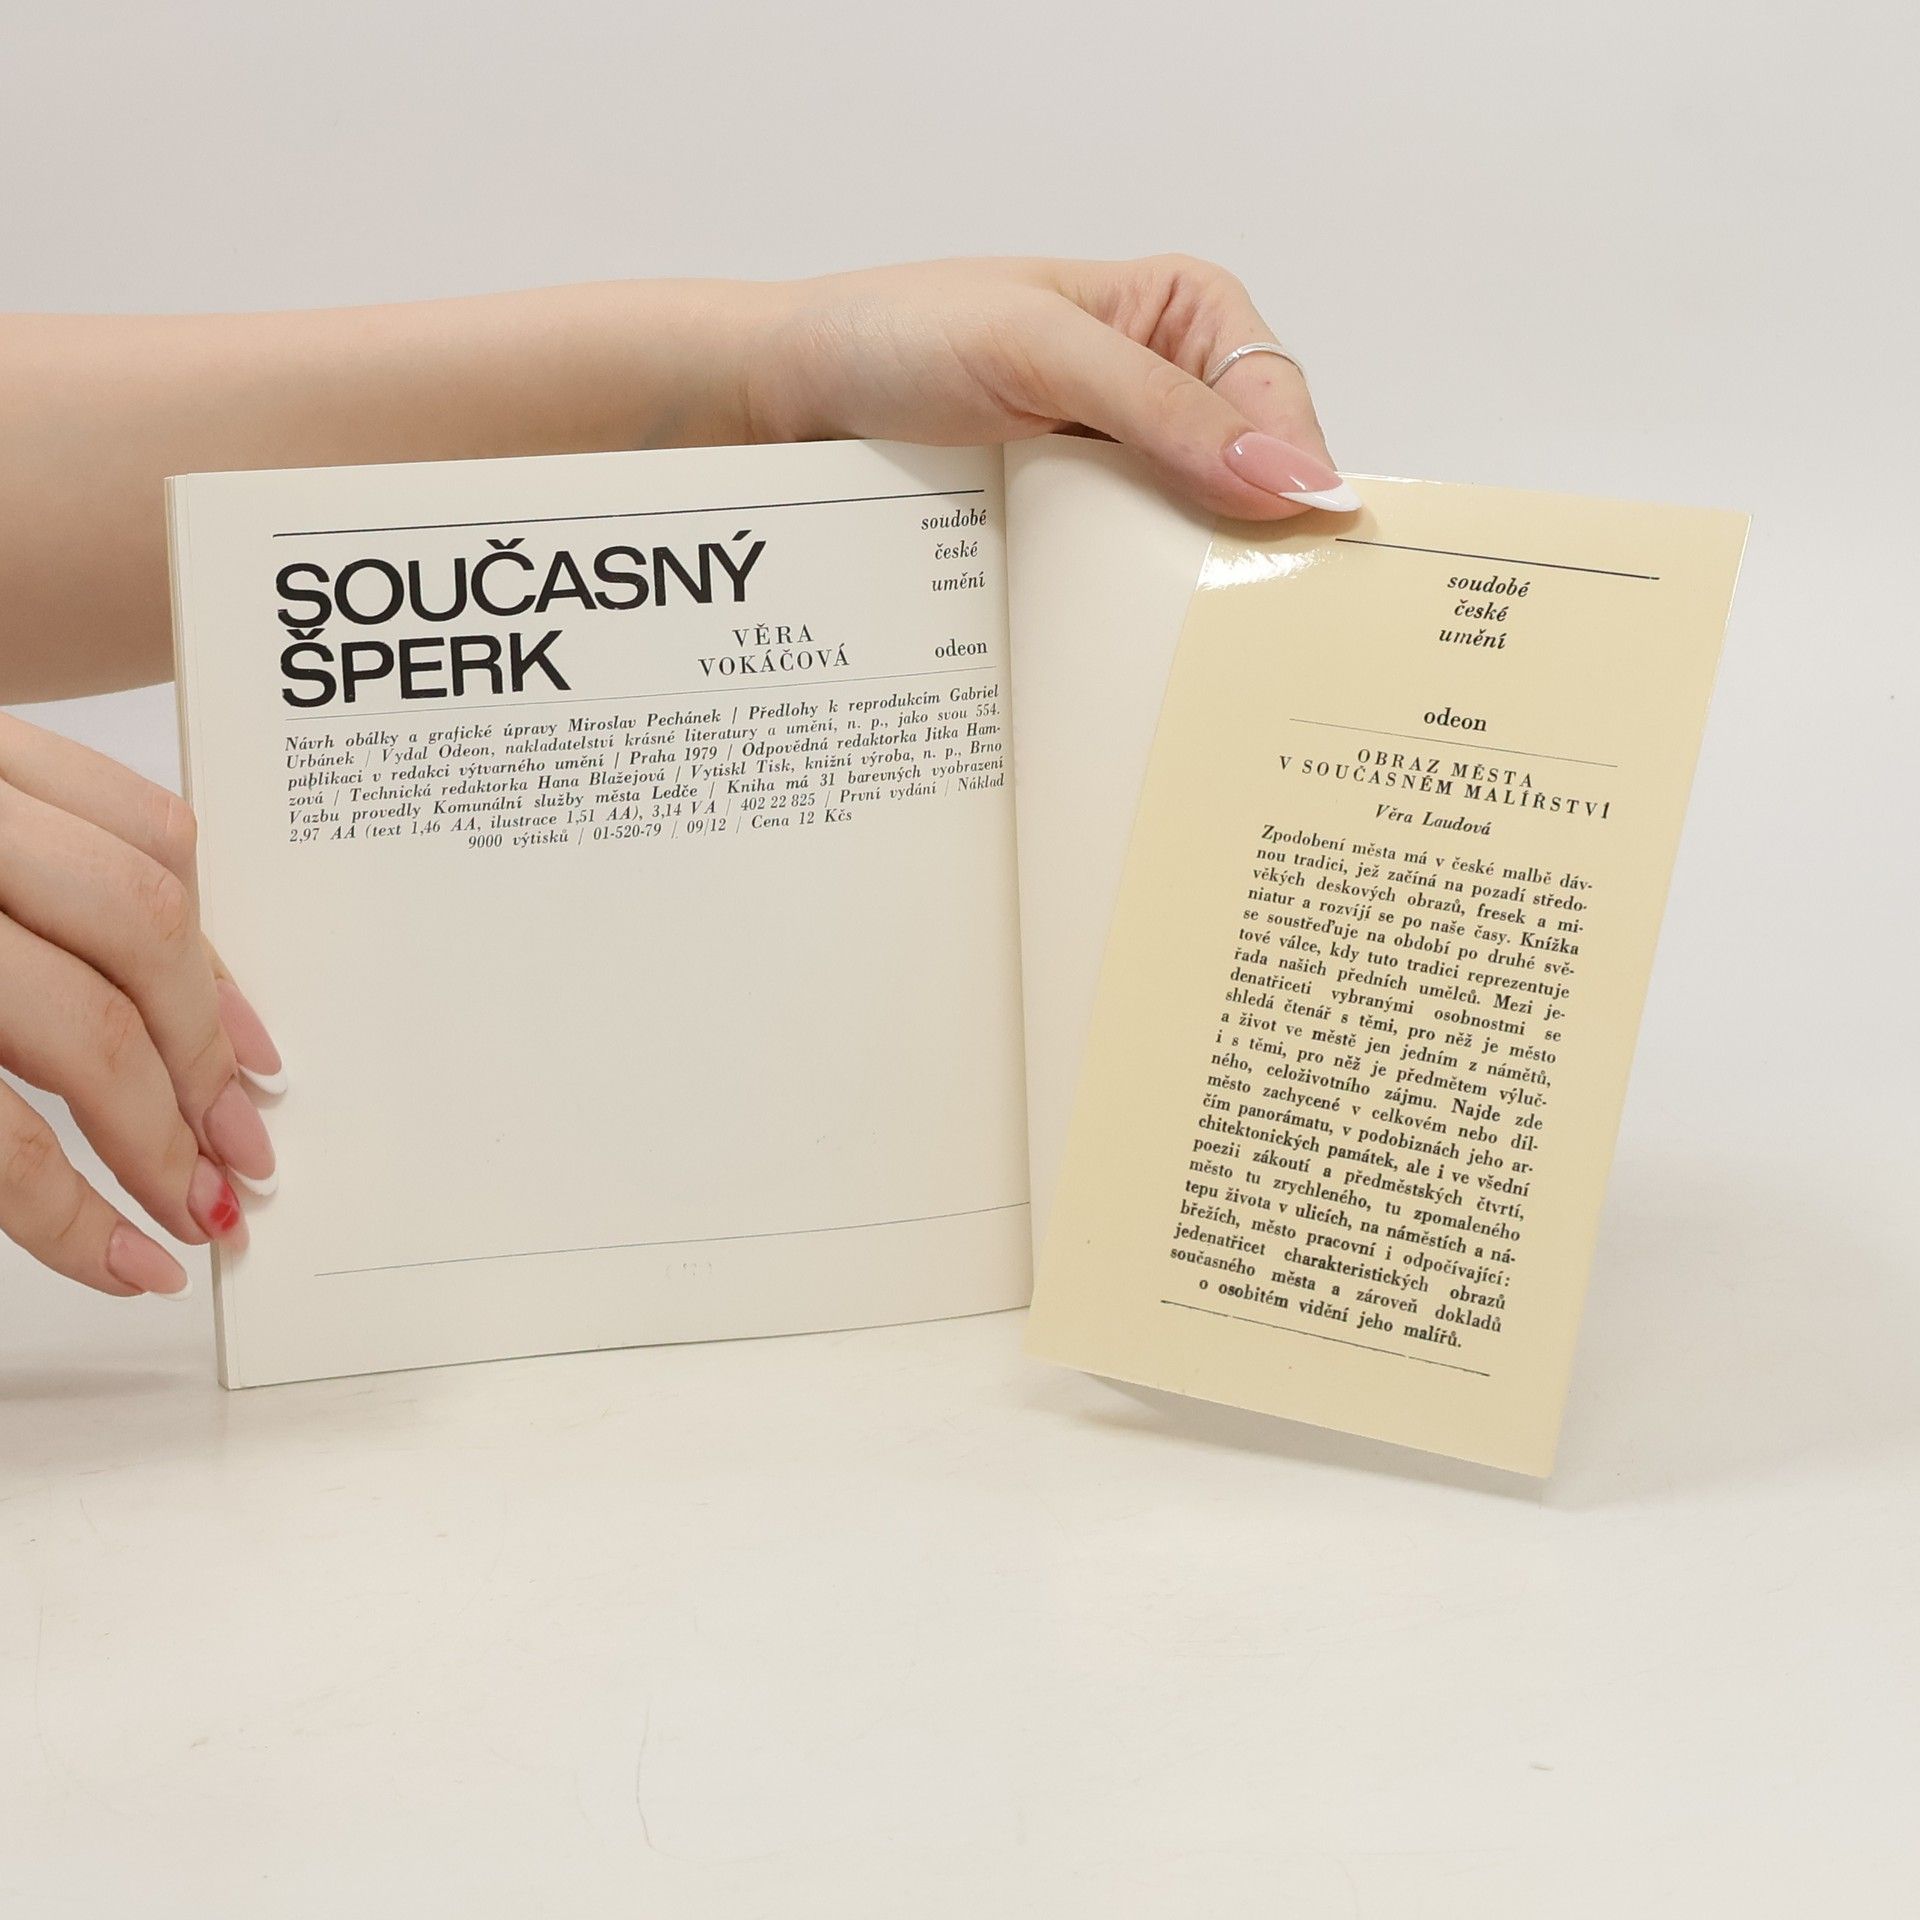 SOUČASNÝ
ŠPERK
VĚRA
VOKÁČOVÁ
soudobé
české
umění
odeon
Návrh obálky a grafické úpravy Miroslav Pechánek / Předlohy k reprodukcím Gabriel
Urbánek / Vydal Odeon, nakladatelství krásné literatury a umění, n. p., jako svou 554.
publikaci v redakci výtvarného umění / Praha 1979 / Odpovědná redaktorka Jitka Ham-
zová / Technická redaktorka Hana Blažejová / Vytiskl Tisk, knižní výroba, n. p., Brno
Vazbu provedly Komunální služby města Ledče / Kniha má 31 barevných vyobrazení
2,97 AA (text 1,46 AA, ilustrace 1,51 AA), 3,14 VA / 402 22 825 / První vydání / Náklad
9000 výtisků / 01-520-79 / 09/12 / Cena 12 Kčs
soudobé
české
umění
odeon
OBRAZ MĚSTA
V SOUČASNÉM MALÍŘSTVÍ
Věra Laudová
Zpodobení města má v české malbě dáv-
nou tradici, jež začíná na pozadí středo-
věkých deskových obrazů, fresek a mi-
niatur a rozvíjí se po naše časy. Knížka
se soustřeďuje na období po druhé svě-
tové válce, kdy tuto tradici reprezentuje
řada našich předních umělců. Mezi je-
denatřiceti vybranými osobnostmi se
shledá čtenář s těmi, pro něž je město
a život ve městě jen jedním z námětů,
i s těmi, pro něž je předmětem výluč-
ného, celoživotního zájmu. Najde zde
město zachycené v celkovém nebo díl-
čím panorámatu, v podobiznách jeho ar-
chitektonických památek, ale i ve všední
poezii zákoutí a předměstských čtvrtí,
město tu zrychleného, tu zpomaleného
tepu života v ulicích, na náměstích a ná-
břežích, město pracovní i odpočívající:
jedenatřicet charakteristických obrazů
současného města a zároveň dokladů
o osobitém vidění jeho malířů.